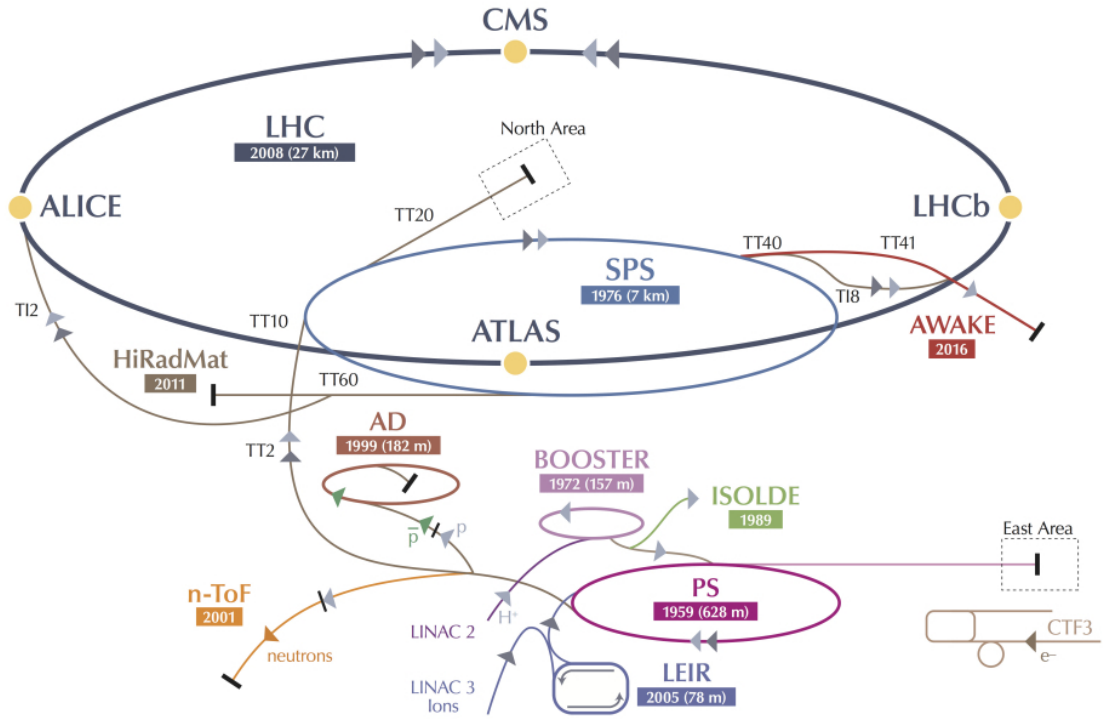 CMS
LHC
2008 (27 km)
North Area
ALICE
LHCb
TT20
TT40
TT41
SPS
1976 (7 km)
TI2
TI8
TT10
ATLAS
AWAKE
2016
HiRadMat
2011
TT60
AD
1999 (182 m)
TT2
BOOSTER
1972 (157 m)
ISOLDE
1989
p̅
p
East Area
n-ToF
2001
PS
1959 (628 m)
H⁺
LINAC 2
CTF3
e–
neutrons
LEIR
2005 (78 m)
LINAC 3
Ions